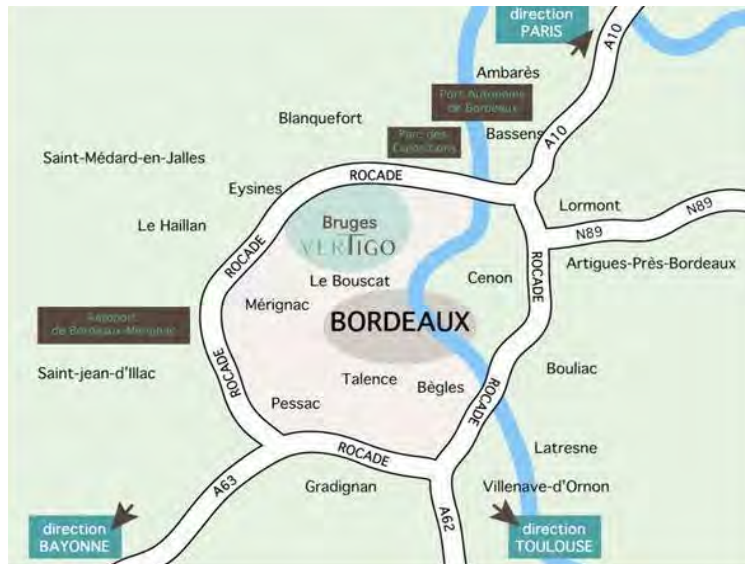 direction
PARIS
A10
Ambarès
Port Autonome
de Bordeaux
Blanquefort
Parc des
Expositions
Bassens
A10
Saint-Médard-en-Jalles
ROCADE
Eysines
Lormont
N89
Bruges
Le Haillan
VERTIGO
N89
ROCADE
Artigues-Près-Bordeaux
Le Bouscat
Cenon
ROCADE
Mérignac
BORDEAUX
Aéroport
de Bordeaux-Mérignac
Saint-jean-d'Illac
Talence
Bègles
Bouliac
ROCADE
ROCADE
Pessac
ROCADE
Latresne
A63
Gradignan
Villenave-d'Ornon
A62
direction
BAYONNE
direction
TOULOUSE